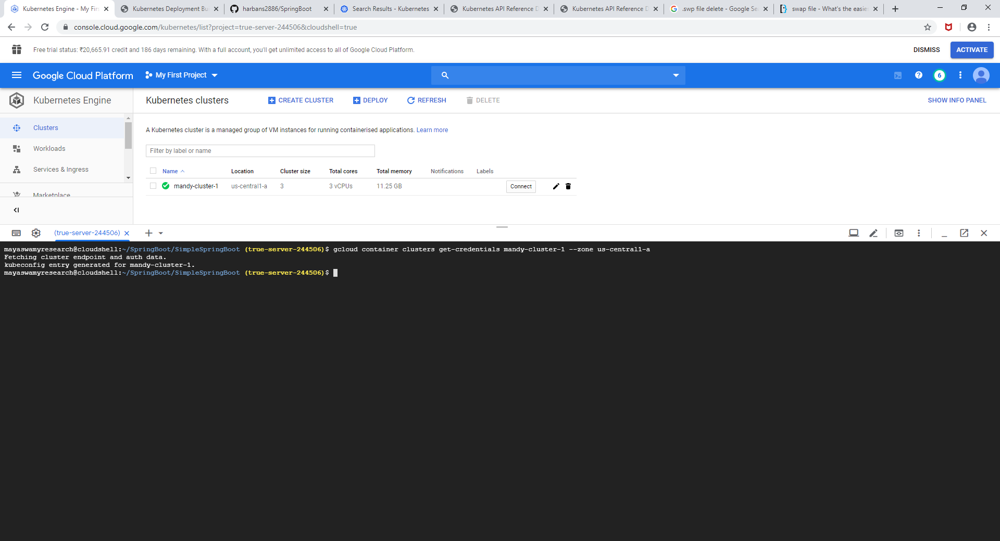 Kubernetes Engine - My Firs
Kubernetes Deployment Bu
harbans2886/SpringBoot
Search Results - Kubernetes
Kubernetes API Reference D
Kubernetes API Reference D
.swp file delete - Google Se
swap file - What's the easies
console.cloud.google.com/kubernetes/list?project=true-server-244506&cloudshell=true
Free trial status: ₹20,665.91 credit and 186 days remaining. With a full account, you'll get unlimited access to all of Google Cloud Platform.
DISMISS
ACTIVATE
Google Cloud Platform
My First Project
6
Kubernetes Engine
Kubernetes clusters
CREATE CLUSTER
DEPLOY
REFRESH
DELETE
SHOW INFO PANEL
Clusters
Workloads
Services & Ingress
Marketplace
A Kubernetes cluster is a managed group of VM instances for running containerised applications. Learn more
Filter by label or name
Name Location Cluster size Total cores Total memory Notifications Labels
mandy-cluster-1 us-central1-a 3 3 vCPUs 11.25 GB Connect
(true-server-244506)
mayaswamyresearch@cloudshell:~/SpringBoot/SimpleSpringBoot (true-server-244506)$ gcloud container clusters get-credentials mandy-cluster-1 --zone us-central1-a
Fetching cluster endpoint and auth data.
kubeconfig entry generated for mandy-cluster-1.
mayaswamyresearch@cloudshell:~/SpringBoot/SimpleSpringBoot (true-server-244506)$